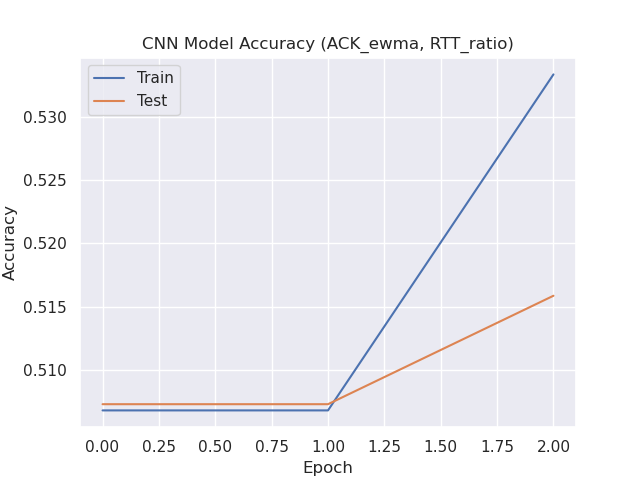 CNN Model Accuracy (ACK_ewma, RTT_ratio)
Train
Test
0.530
0.525
0.520
0.515
0.510
Accuracy
0.00 0.25 0.50 0.75 1.00 1.25 1.50 1.75 2.00
Epoch